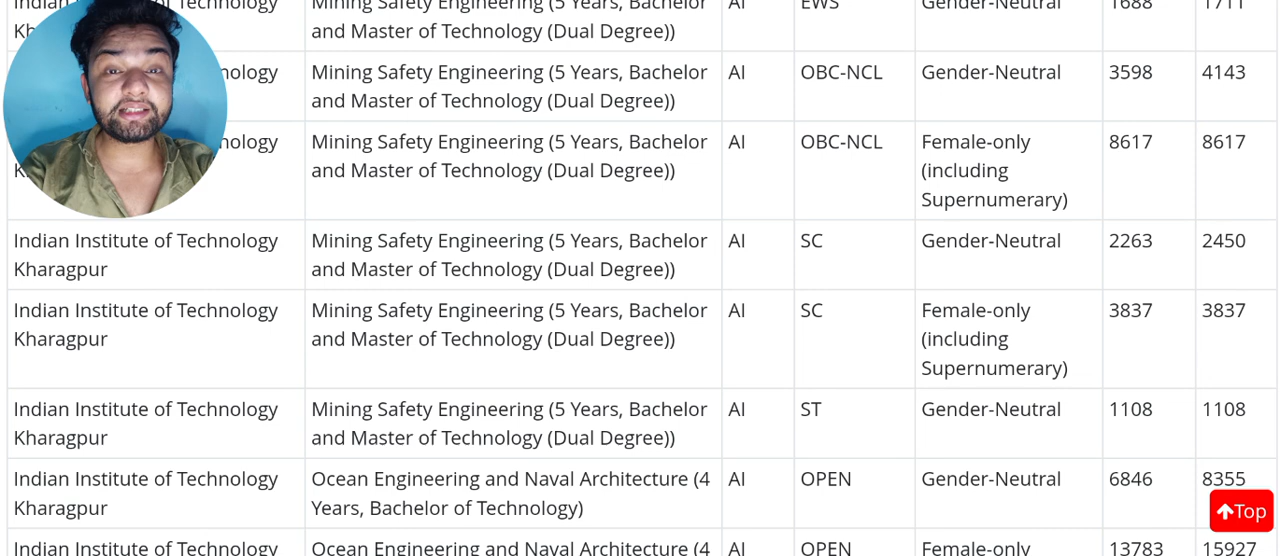 Indian of Technology Mining Safety Engineering (5 Years, Bachelor AI EWS Gender-Neutral 1688 1711
and Master of Technology (Dual Degree))
Mining Safety Engineering (5 Years, Bachelor AI OBC-NCL Gender-Neutral 3598 4143
and Master of Technology (Dual Degree))
Mining Safety Engineering (5 Years, Bachelor AI OBC-NCL Female-only 8617 8617
and Master of Technology (Dual Degree)) (including
Supernumerary)
Indian Institute of Technology Mining Safety Engineering (5 Years, Bachelor AI SC Gender-Neutral 2263 2450
Kharagpur and Master of Technology (Dual Degree))
Indian Institute of Technology Mining Safety Engineering (5 Years, Bachelor AI SC Female-only 3837 3837
Kharagpur and Master of Technology (Dual Degree)) (including
Supernumerary)
Indian Institute of Technology Mining Safety Engineering (5 Years, Bachelor AI ST Gender-Neutral 1108 1108
Kharagpur and Master of Technology (Dual Degree))
Indian Institute of Technology Ocean Engineering and Naval Architecture (4 AI OPEN Gender-Neutral 6846 8355
Kharagpur Years, Bachelor of Technology) Top
Indian Institute of Technology Ocean Engineering and Naval Architecture (4 AI OPEN Female-only 13783 15927